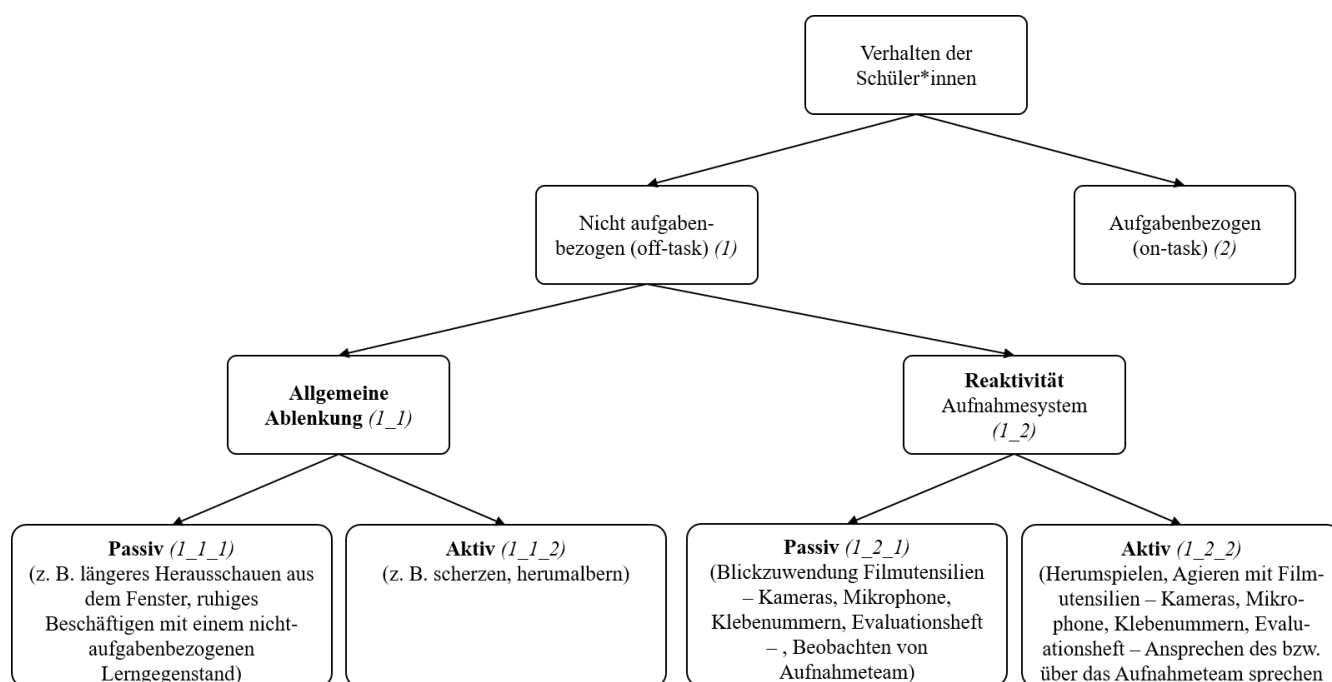 Verhalten der
Schüler*innen
Nicht aufgaben-
bezogen (off-task) (1)
Aufgabenbezogen
(on-task) (2)
Allgemeine
Ablenkung (1_1)
Reaktivität
Aufnahmesystem
(1_2)
Passiv (1_1_1)
(z. B. längeres Herausschauen aus
dem Fenster, ruhiges
Beschäftigen mit einem nicht-
aufgabenbezogenen
Lerngegenstand)
Aktiv (1_1_2)
(z. B. scherzen, herumalbern)
Passiv (1_2_1)
(Blickzuwendung Filmutensilien
– Kameras, Mikrophone,
Klebenummern, Evaluationsheft
– , Beobachten von
Aufnahmeteam)
Aktiv (1_2_2)
(Herumspielen, Agieren mit Film-
utensilien – Kameras, Mikro-
phone, Klebenummern, Evalu-
ationsheft – Ansprechen des bzw.
über das Aufnahmeteam sprechen